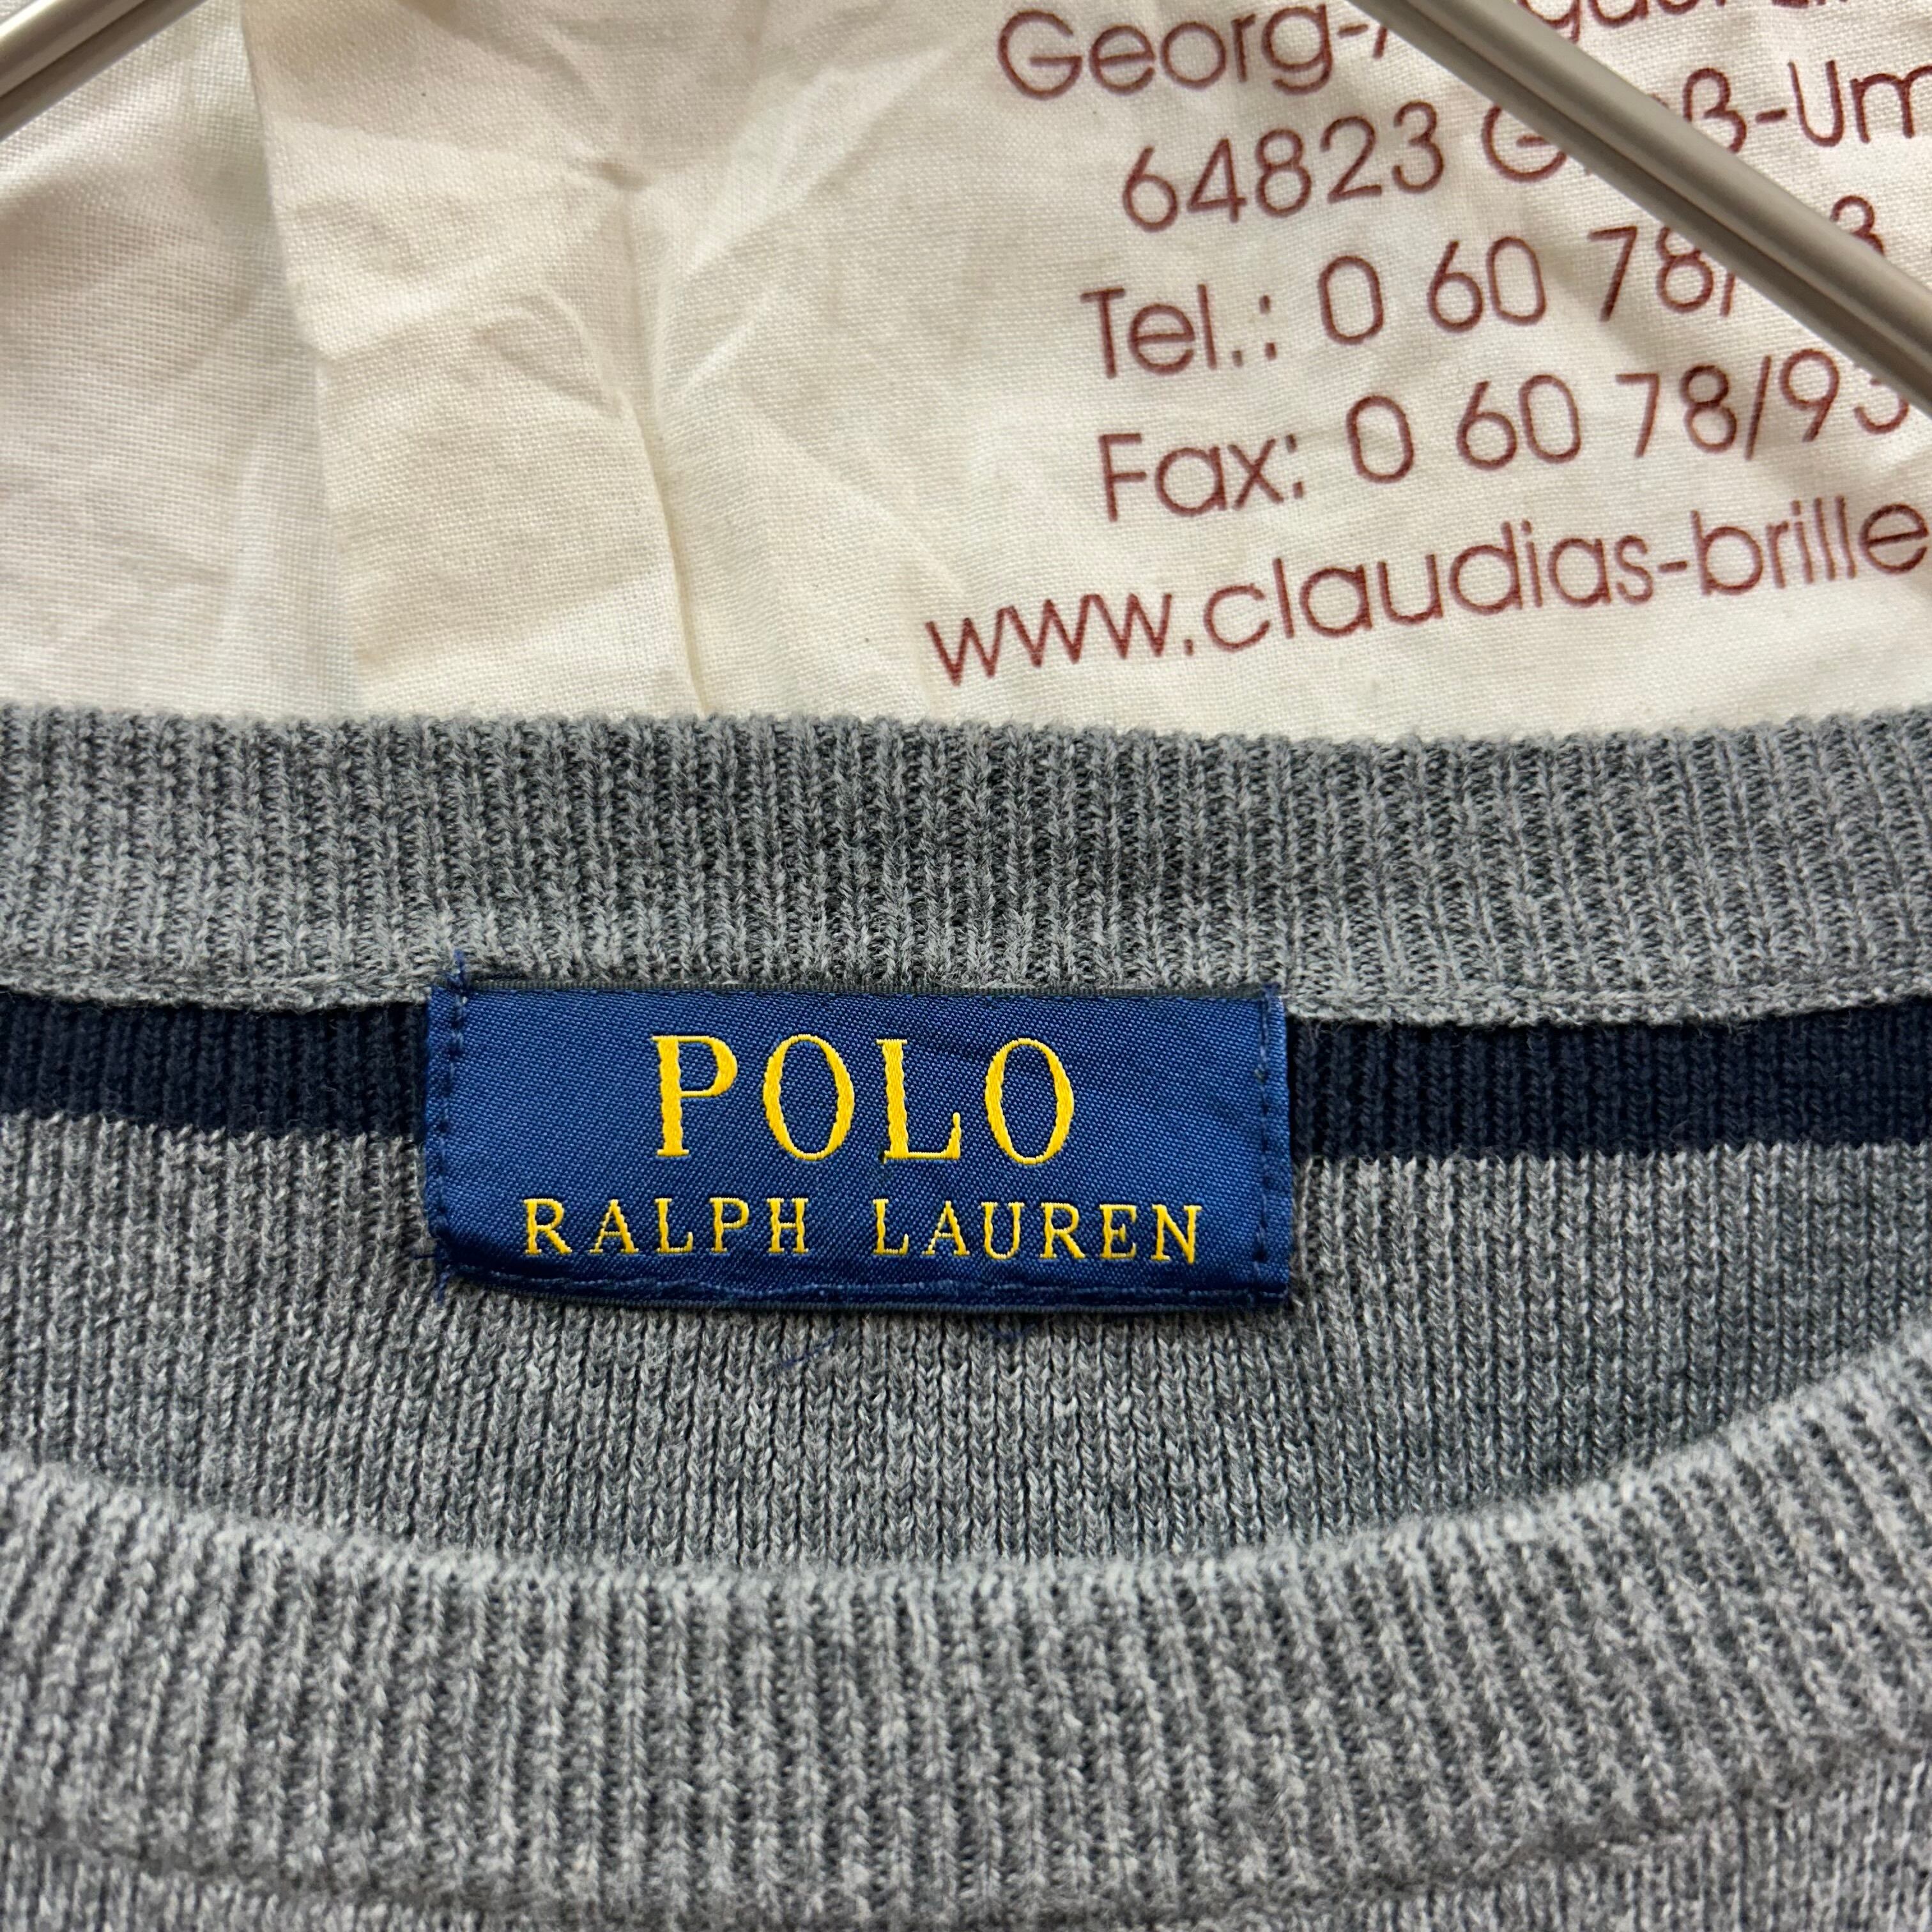 Georg-
64823
Tel.: 0 60 78/
Fax: 0 60 78/93
www.claudias-brille
POLO
RALPH LAUREN